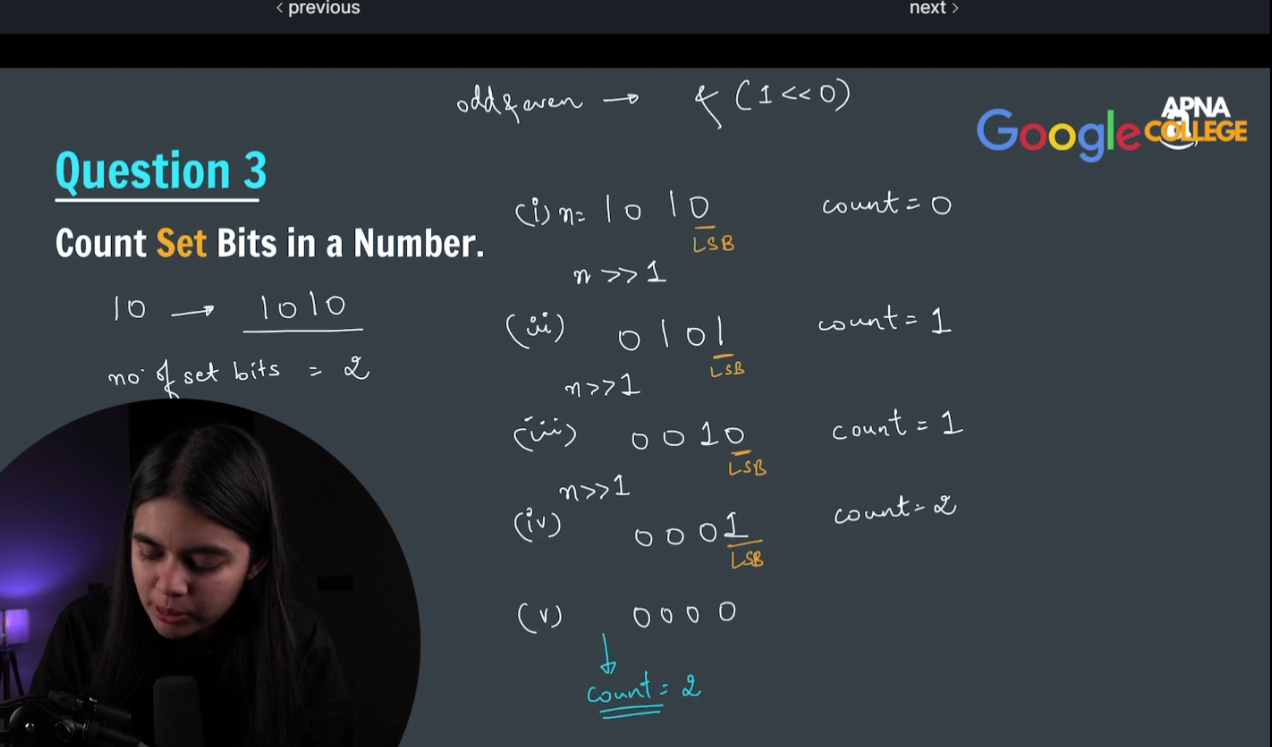 < previous
next >
odd & even → & (1<<0)
Google
APNA
COLLEGE
Question 3
Count Set Bits in a Number.
10 → 1010
no. of set bits = 2
(i) n= 1010 count = 0
LSB
n >> 1
(ii) 0101 count = 1
LSB
n>>1
(iii) 0010 count = 1
LSB
n>>1
(iv) 0001 count = 2
LSB
(v) 0000
↓
count = 2